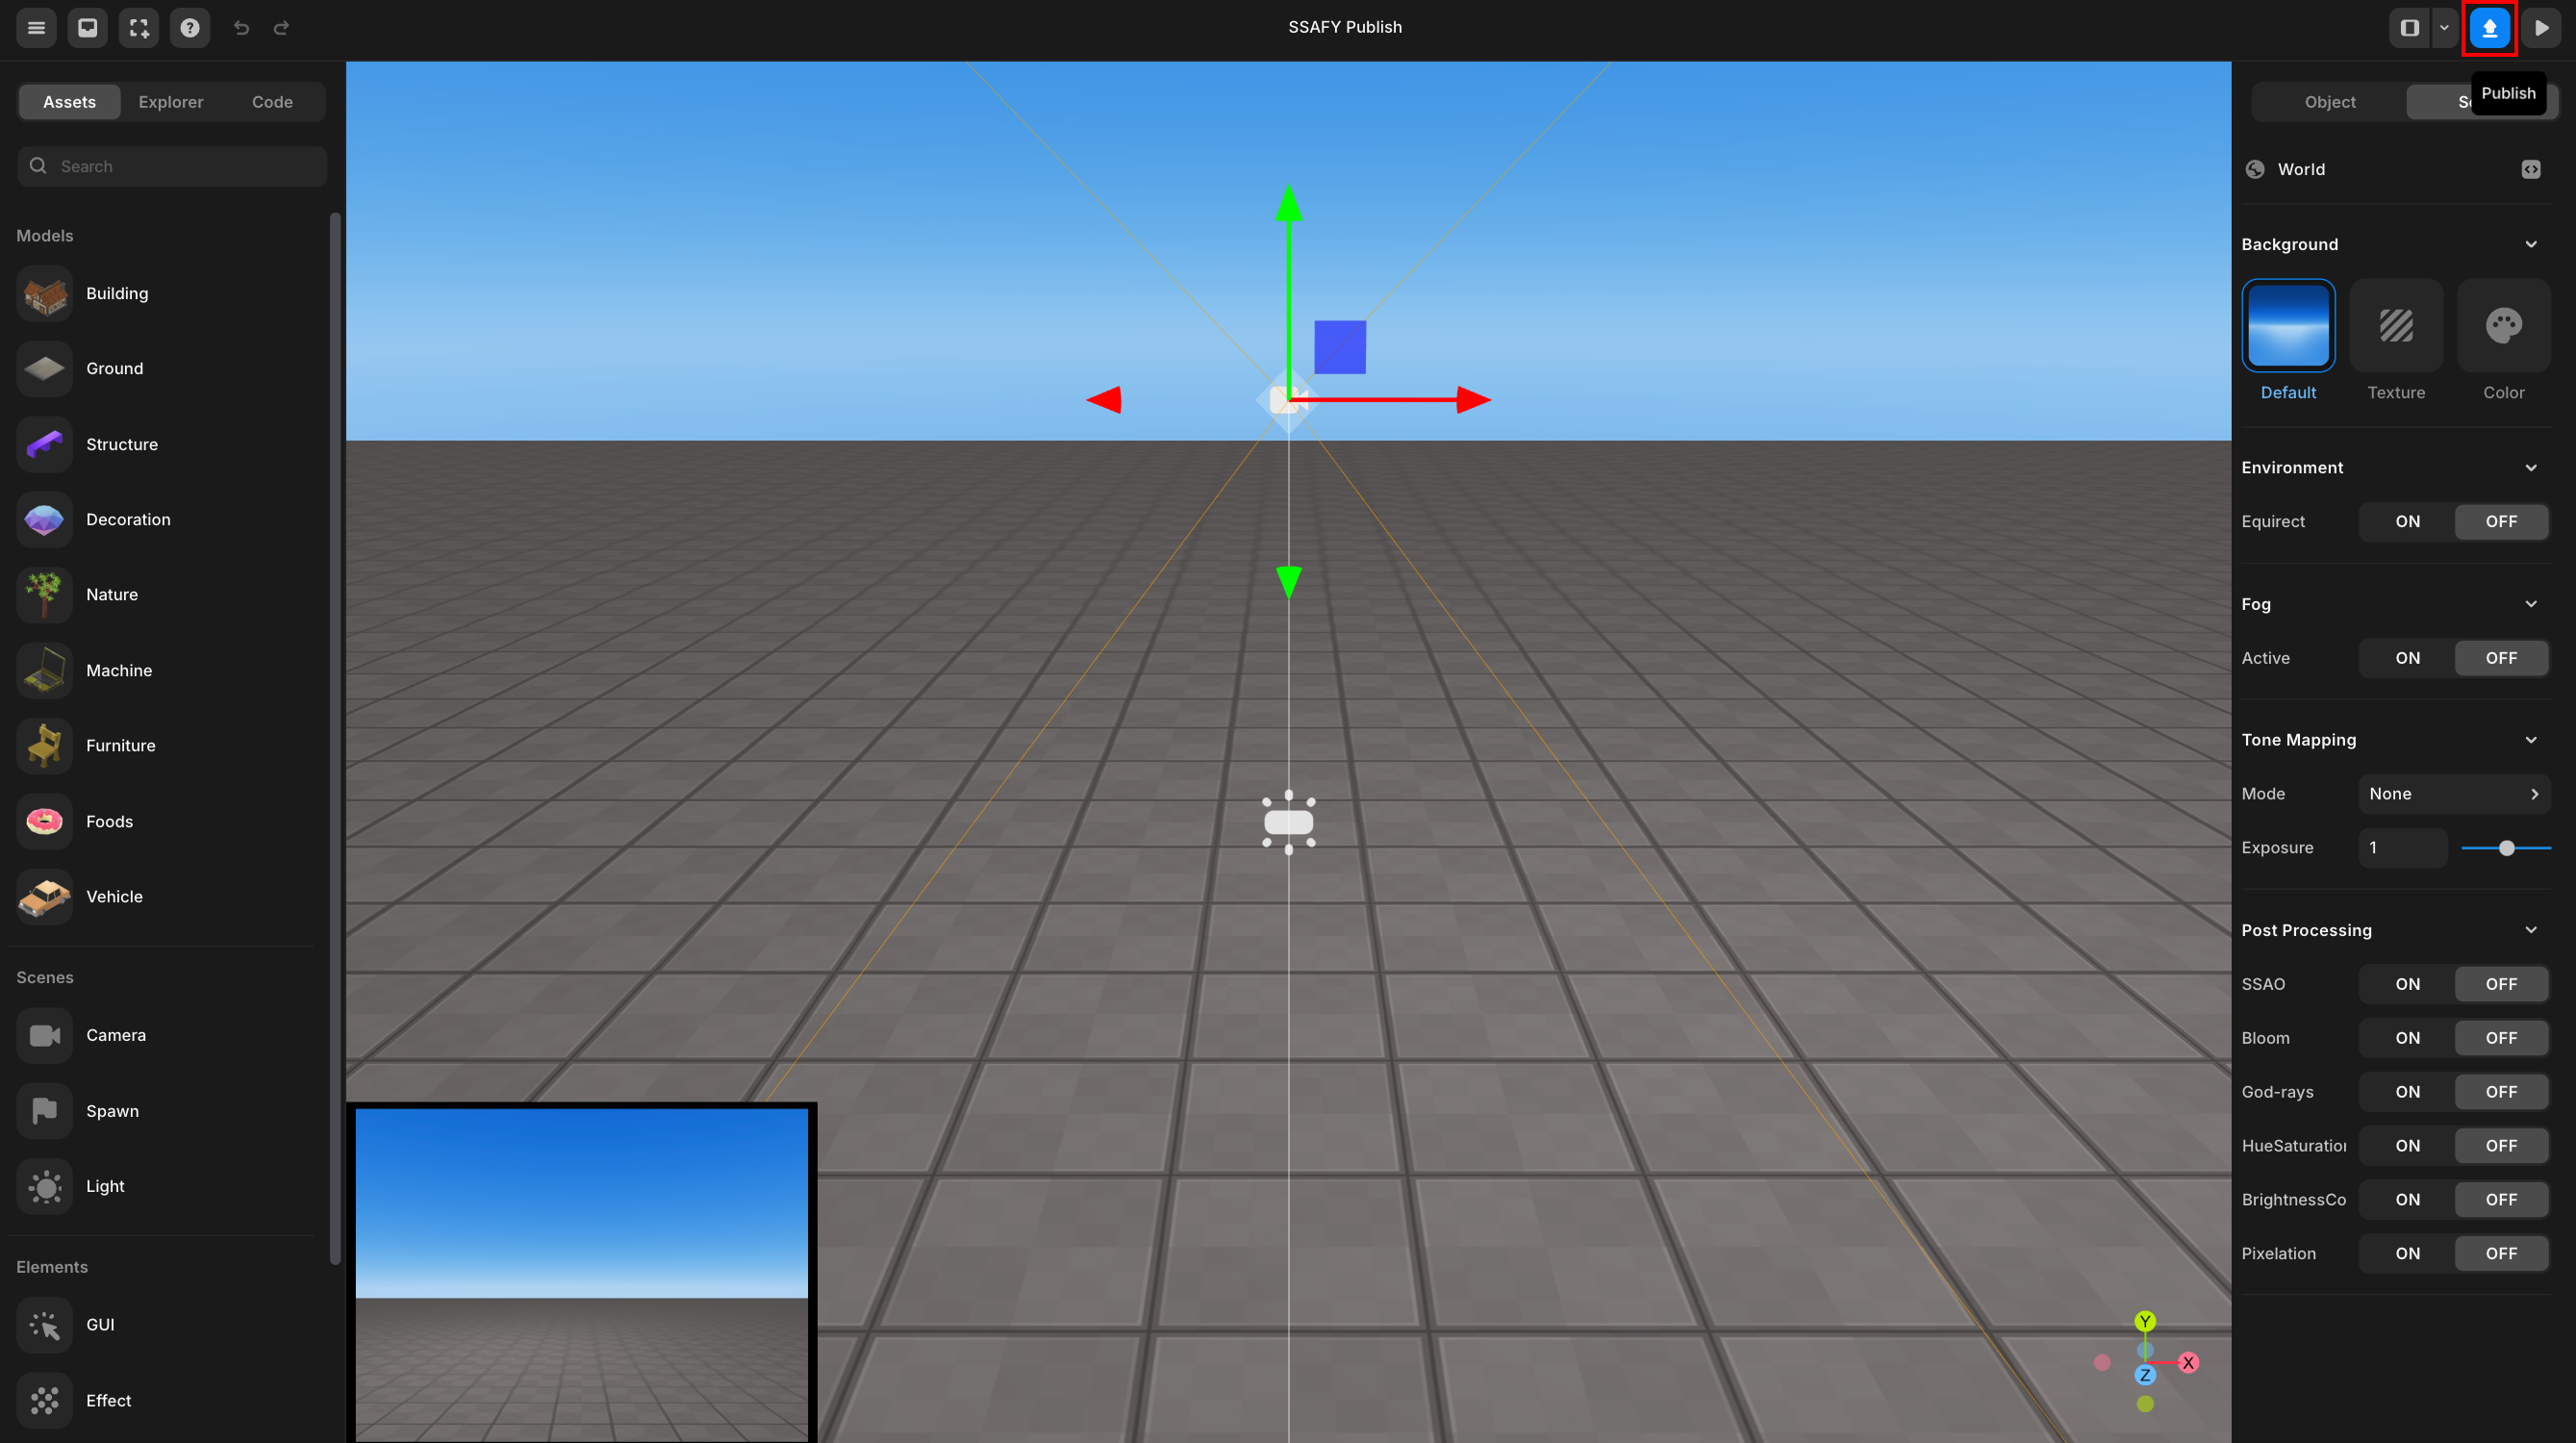 SSAFY Publish
Publish
Assets
Explorer
Code
Search
Models
Building
Ground
Structure
Decoration
Nature
Machine
Furniture
Foods
Vehicle
Scenes
Camera
Spawn
Light
Elements
GUI
Effect
Y
X
Z
Object
World
Background
Default
Texture
Color
Environment
Equirect ON OFF
Fog
Active ON OFF
Tone Mapping
Mode None
Exposure 1
Post Processing
SSAO ON OFF
Bloom ON OFF
God-rays ON OFF
HueSaturation ON OFF
BrightnessCo ON OFF
Pixelation ON OFF